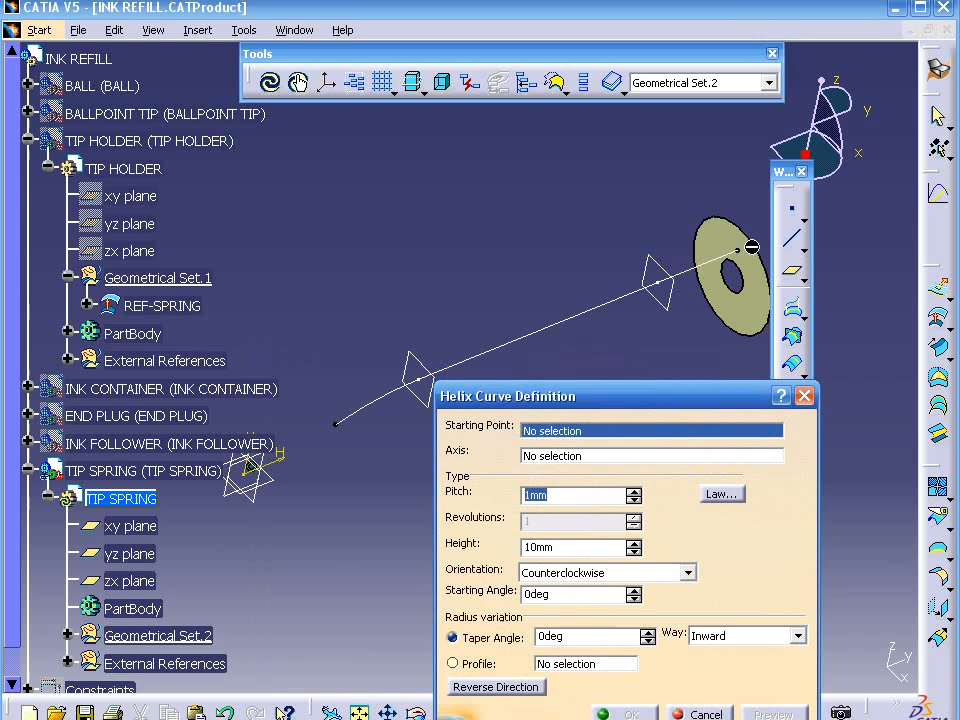 CATIA V5 - [INK REFILL.CATProduct]
Start File Edit View Insert Tools Window Help
Tools
Geometrical Set.2
INK REFILL
BALL (BALL)
BALLPOINT TIP (BALLPOINT TIP)
TIP HOLDER (TIP HOLDER)
TIP HOLDER
xy plane
yz plane
zx plane
Geometrical Set.1
REF-SPRING
PartBody
External References
INK CONTAINER (INK CONTAINER)
END PLUG (END PLUG)
INK FOLLOWER (INK FOLLOWER)
TIP SPRING (TIP SPRING)
TIP SPRING
xy plane
yz plane
zx plane
PartBody
Geometrical Set.2
External References
Constraints
H
z
y
x
W...
Helix Curve Definition
Starting Point: No selection
Axis: No selection
Type
Pitch: 1mm Law...
Revolutions: 1
Height: 10mm
Orientation: Counterclockwise
Starting Angle: 0deg
Radius variation
Taper Angle: 0deg Way: Inward
Profile: No selection
Reverse Direction
OK Cancel Preview
z
y
x
CATIA